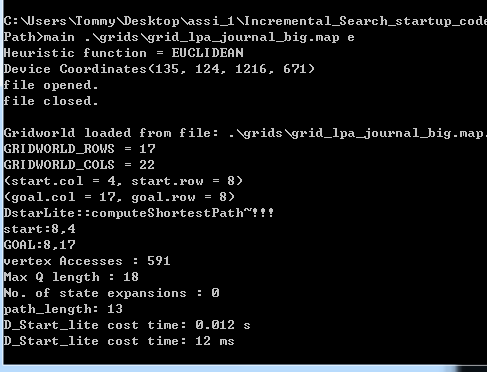 C:\Users\Tommy\Desktop\assi_1\Incremental_Search_startup_code
Path>main .\grids\grid_lpa_journal_big.map e
Heuristic function = EUCLIDEAN
Device Coordinates(135, 124, 1216, 671)
file opened.
file closed.
Gridworld loaded from file: .\grids\grid_lpa_journal_big.map.
GRIDWORLD_ROWS = 17
GRIDWORLD_COLS = 22
(start.col = 4, start.row = 8)
(goal.col = 17, goal.row = 8)
DstarLite::computeShortestPath~!!!
start:8,4
GOAL:8,17
vertex Accesses : 591
Max Q length : 18
No. of state expansions : 0
path_length: 13
D_Start_lite cost time: 0.012 s
D_Start_lite cost time: 12 ms